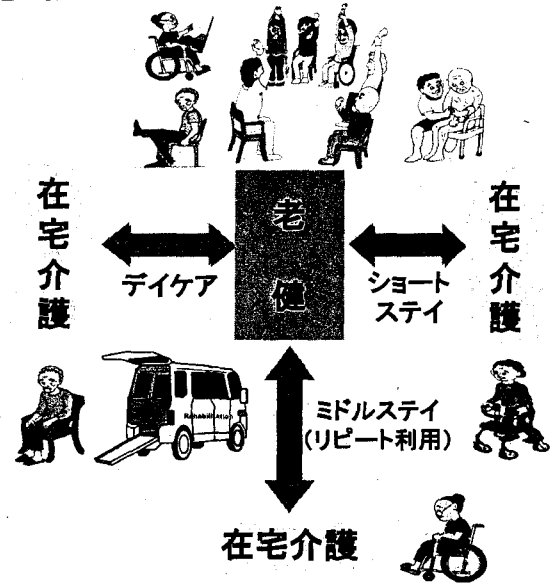 老健
在宅介護
デイケア
ショート
ステイ
在宅介護
Rehabilitation
ミドルステイ
(リピート利用)
在宅介護